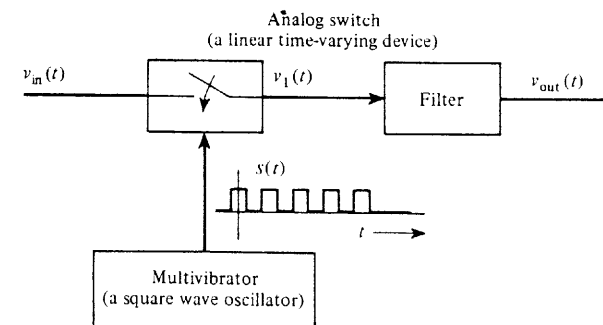 Analog switch
(a linear time-varying device)
v_in(t)
v_1(t)
Filter
v_out(t)
s(t)
t
Multivibrator
(a square wave oscillator)